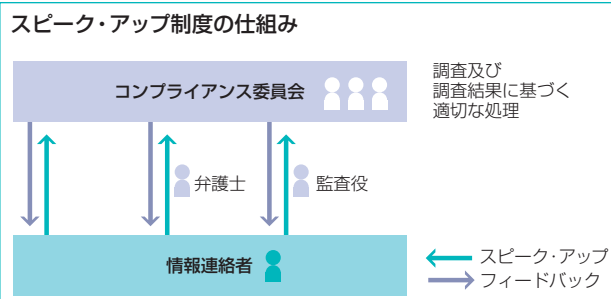 スピーク・アップ制度の仕組み
コンプライアンス委員会
調査及び
調査結果に基づく
適切な処理
弁護士
監査役
情報連絡者
スピーク・アップ
フィードバック